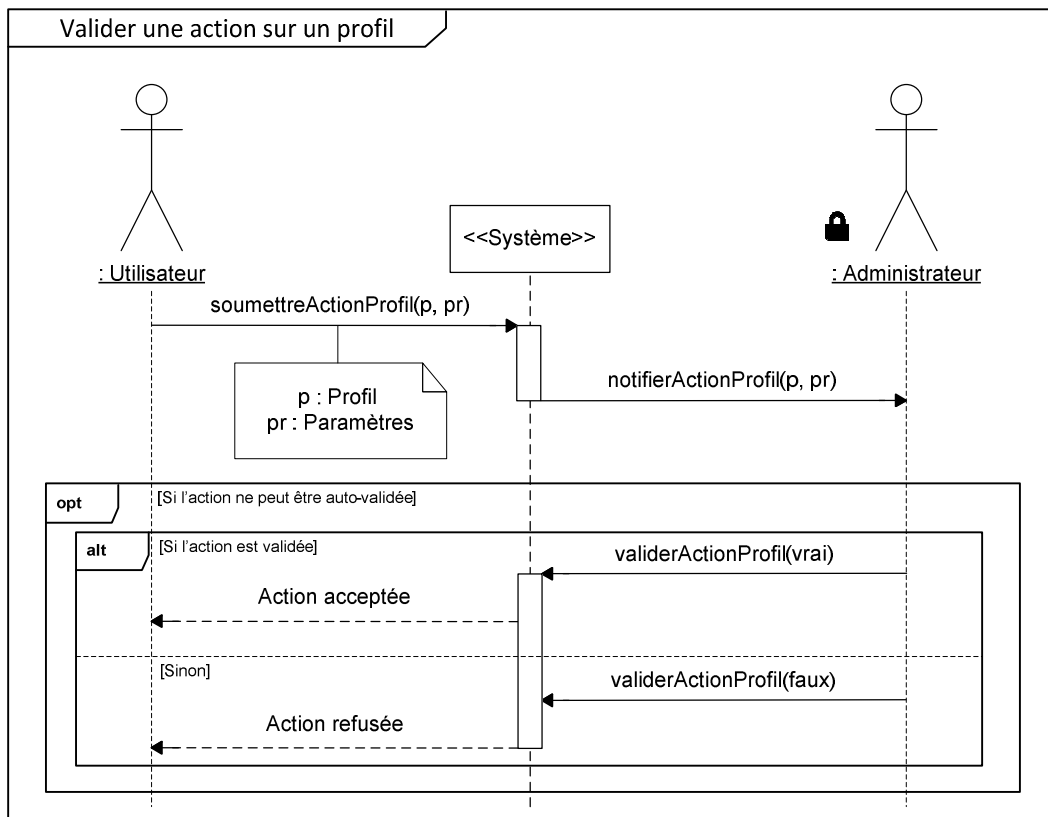 Valider une action sur un profil
<<Système>>
: Utilisateur
: Administrateur
soumettreActionProfil(p, pr)
notifierActionProfil(p, pr)
p : Profil
pr : Paramètres
opt
[Si l'action ne peut être auto-validée]
alt
[Si l'action est validée]
validerActionProfil(vrai)
Action acceptée
[Sinon]
validerActionProfil(faux)
Action refusée